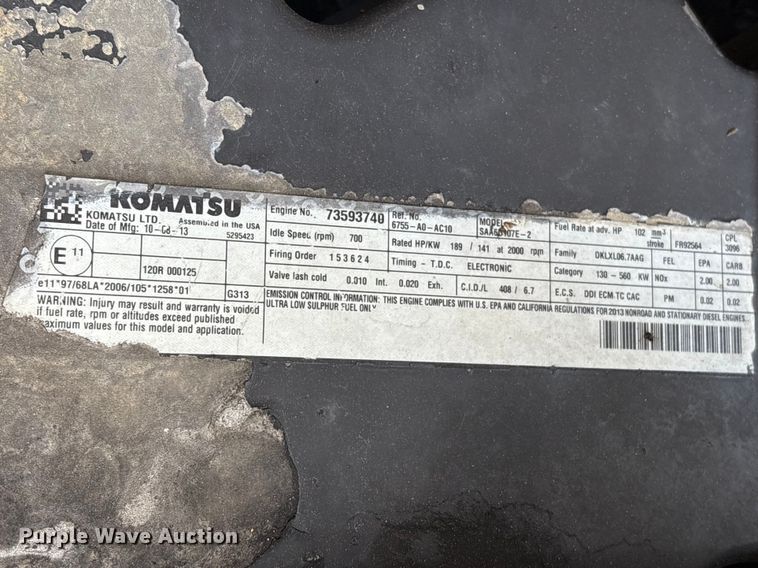 KOMATSU
KOMATSU LTD. Assembled in the USA
Date of Mfg: 10-08-13 5295423
E 11
120R 000125
e11*97/68LA*2006/105*1258*01 G313
WARNING: Injury may result and warranty is voided
if fuel rate, rpm or altitudes exceed published
maximum values for this model and application.
Engine No. 73593740
Idle Speed (rpm) 700
Firing Order 1 5 3 6 2 4
Valve lash cold 0.010 Int. 0.020 Exh.
Ref. No.
6755-A0-AC10
MODEL
SAA6D107E-2
Rated HP/KW 189 / 141 at 2000 rpm
Timing - T.D.C. ELECTRONIC
C.I.D./L 408 / 6.7
Fuel Rate at adv. HP 102 mm³
stroke FR92564
CPL
3096
Family DKLXL06.7AAG FEL EPA CARB
Category 130 - 560 KW NOx 2.00 2.00
E.C.S. DDI ECM TC CAC PM 0.02 0.02
EMISSION CONTROL INFORMATION: THIS ENGINE COMPLIES WITH U.S. EPA AND CALIFORNIA REGULATIONS FOR 2013 NONROAD AND STATIONARY DIESEL ENGINES.
ULTRA LOW SULPHUR FUEL ONLY
Purple Wave Auction